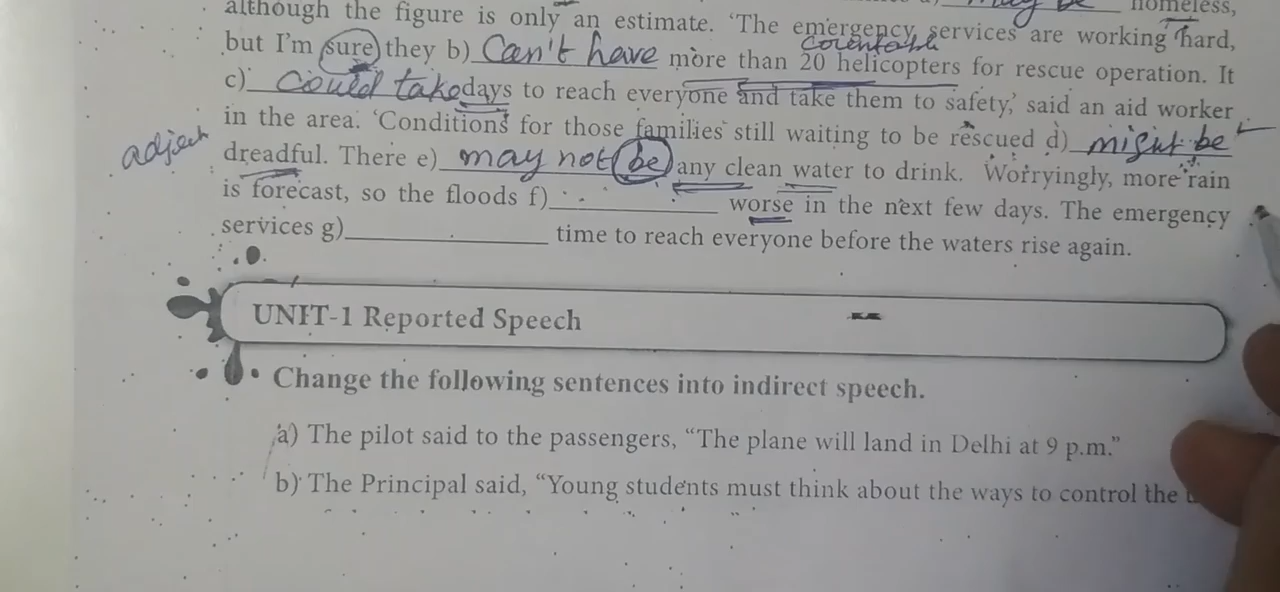 a) may be homeless,
although the figure is only an estimate. 'The emergency services are working hard,
countable
but I'm sure they b) Can't have more than 20 helicopters for rescue operation. It
c) could take days to reach everyone and take them to safety,' said an aid worker
in the area. 'Conditions for those families still waiting to be rescued d) might be
dreadful. There e) may not be any clean water to drink. Worryingly, more rain
is forecast, so the floods f)____________ worse in the next few days. The emergency
services g)______________ time to reach everyone before the waters rise again.
UNIT-1 Reported Speech
Change the following sentences into indirect speech.
a) The pilot said to the passengers, "The plane will land in Delhi at 9 p.m."
b) The Principal said, "Young students must think about the ways to control the